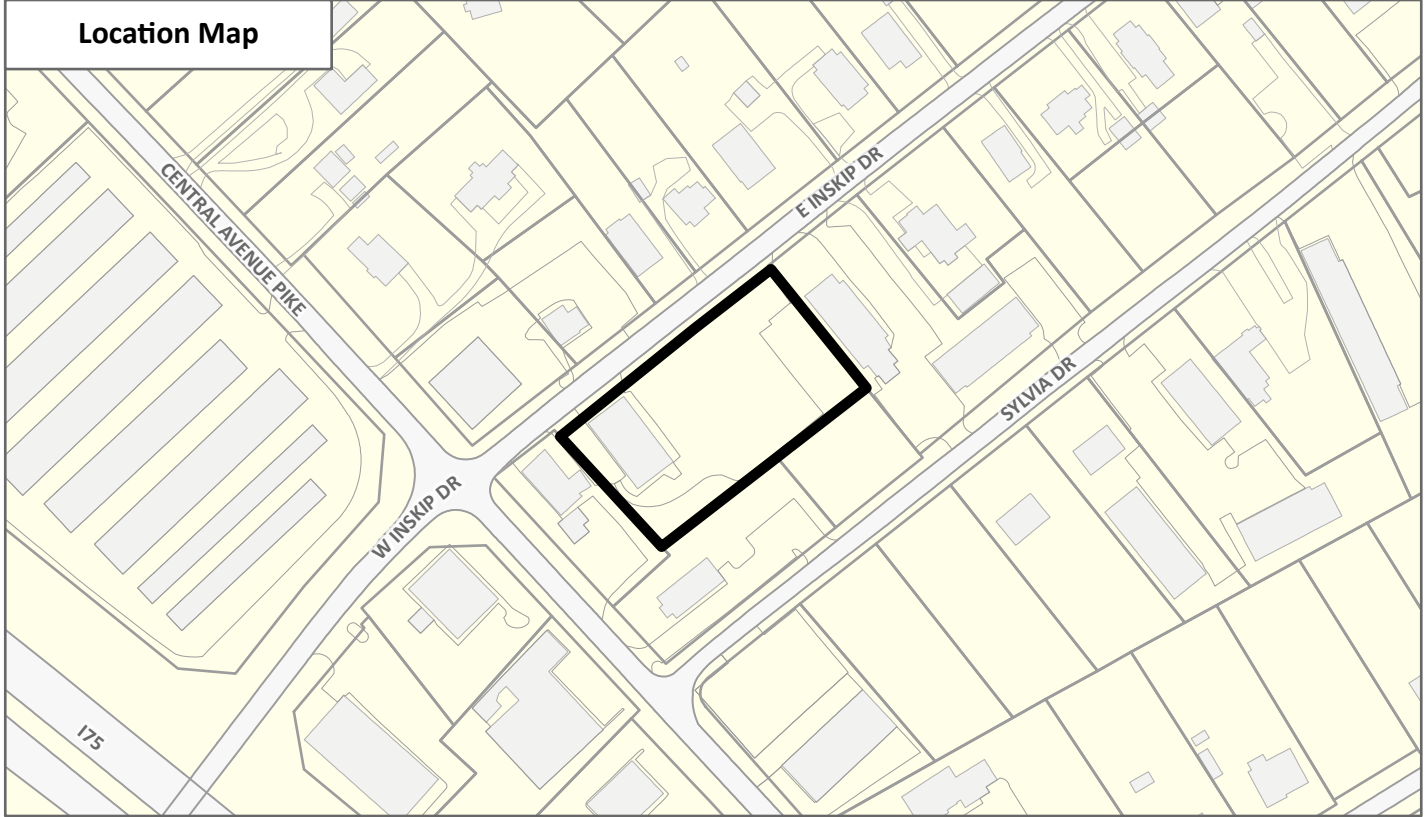 Location Map
CENTRAL AVENUE PIKE
E INSKIP DR
SYLVIA DR
W INSKIP DR
I75